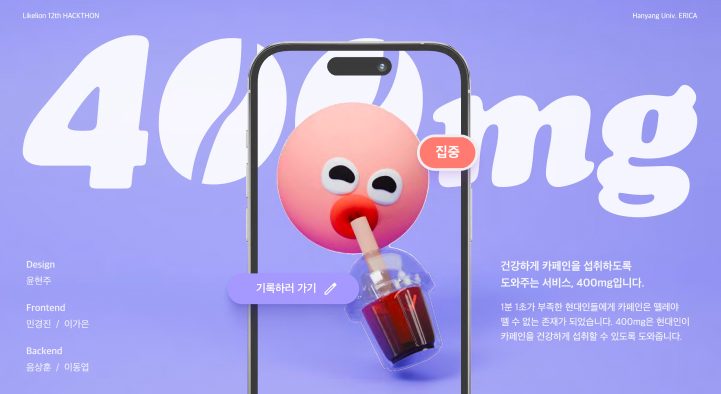 Likelion 12th HACKTHON
Hanyang Univ. ERICA
400mg
집중
기록하러 가기
Design
윤현주
Frontend
민경진 / 이가은
Backend
음상훈 / 이동엽
건강하게 카페인을 섭취하도록
도와주는 서비스, 400mg입니다.
1분 1초가 부족한 현대인들에게 카페인은 뗄레야
뗄 수 없는 존재가 되었습니다. 400mg은 현대인이
카페인을 건강하게 섭취할 수 있도록 도와줍니다.